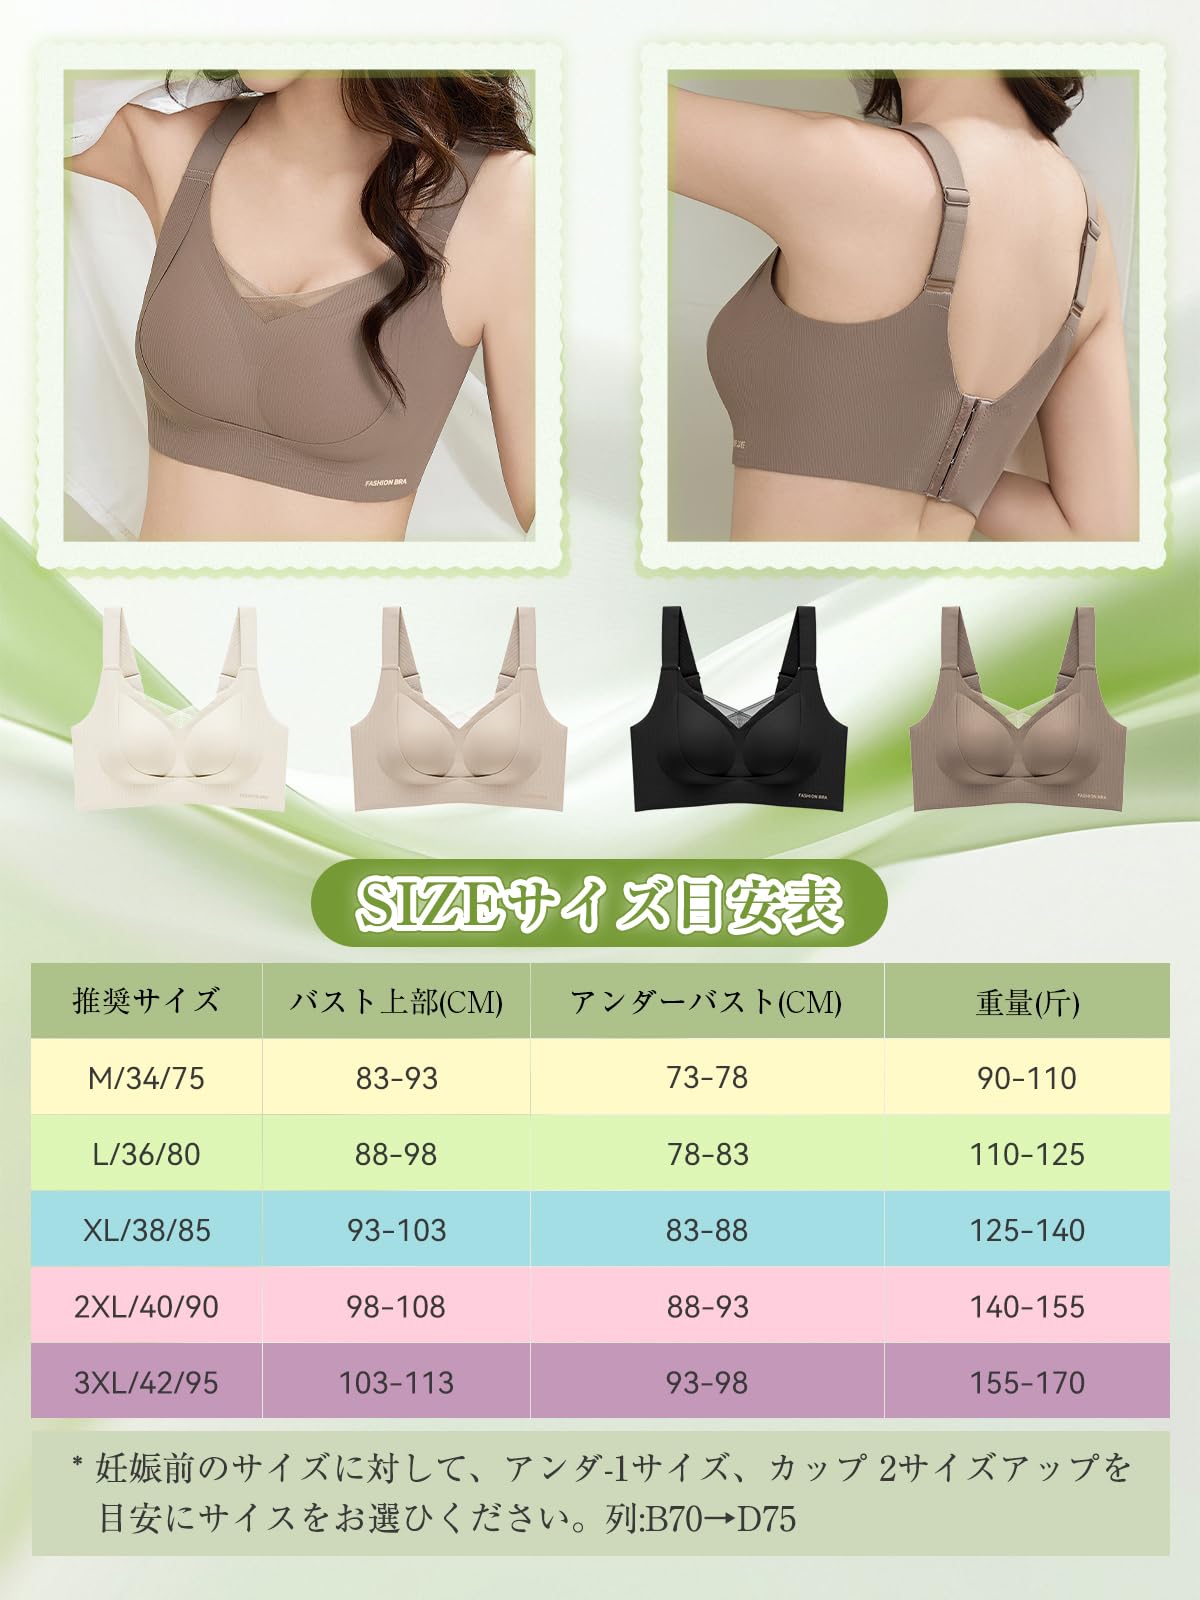 FASHION BRA
FASHION BRA
FASHION BRA
FASHION BRA
SIZEサイズ目安表
推奨サイズ バスト上部(CM) アンダーバスト(CM) 重量(斤)
M/34/75 83-93 73-78 90-110
L/36/80 88-98 78-83 110-125
XL/38/85 93-103 83-88 125-140
2XL/40/90 98-108 88-93 140-155
3XL/42/95 103-113 93-98 155-170
* 妊娠前のサイズに対して、アンダ-1サイズ、カップ 2サイズアップを
目安にサイスをお選ひください。列:B70→D75